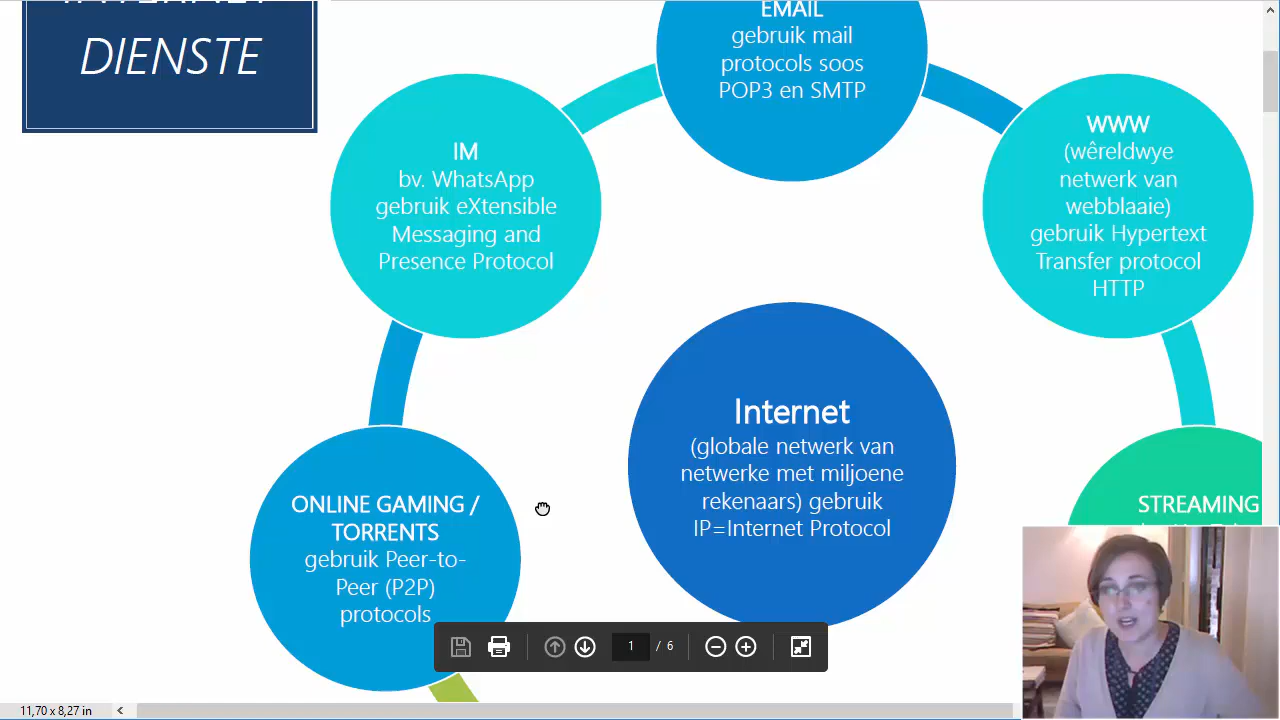 DIENSTE
EMAIL
gebruik mail
protocols soos
POP3 en SMTP
IM
bv. WhatsApp
gebruik eXtensible
Messaging and
Presence Protocol
WWW
(wêreldwye
netwerk van
webblaaie)
gebruik Hypertext
Transfer protocol
HTTP
Internet
(globale netwerk van
netwerke met miljoene
rekenaars) gebruik
IP=Internet Protocol
ONLINE GAMING /
TORRENTS
gebruik Peer-to-
Peer (P2P)
protocols
STREAMING
1 / 6
11,70 x 8,27 in